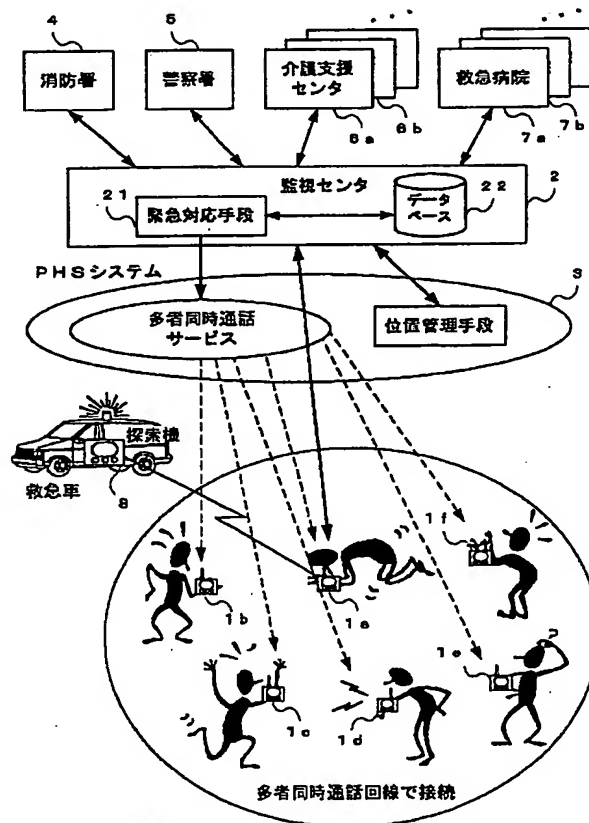 4
5
消防署
警察署
介護支援
センタ
6a
6b
救急病院
7a
7b
監視センタ
2
21
緊急対応手段
データ
ベース
22
PHSシステム
3
多者同時通話
サービス
位置管理手段
探索機
救急車
8
1a
1b
1c
1d
1e
1f
多者同時通話回線で接続